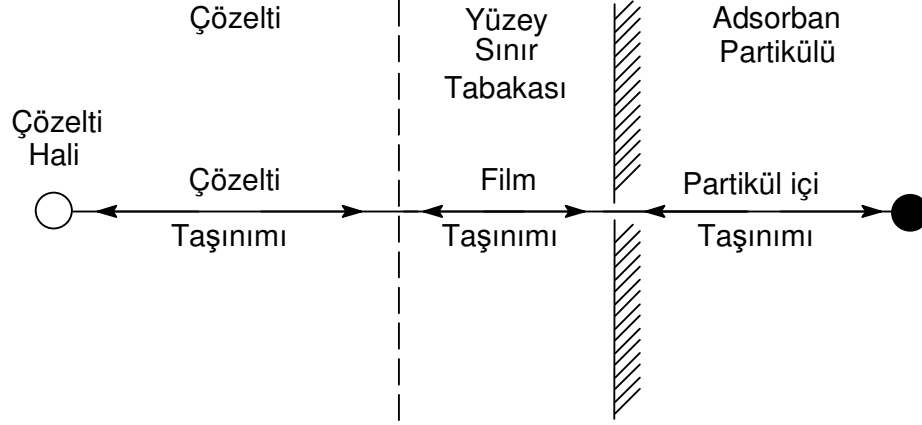 Çözelti
Yüzey
Sınır
Tabakası
Adsorban
Partikülü
Çözelti
Hali
Çözelti
Taşınımı
Film
Taşınımı
Partikül içi
Taşınımı